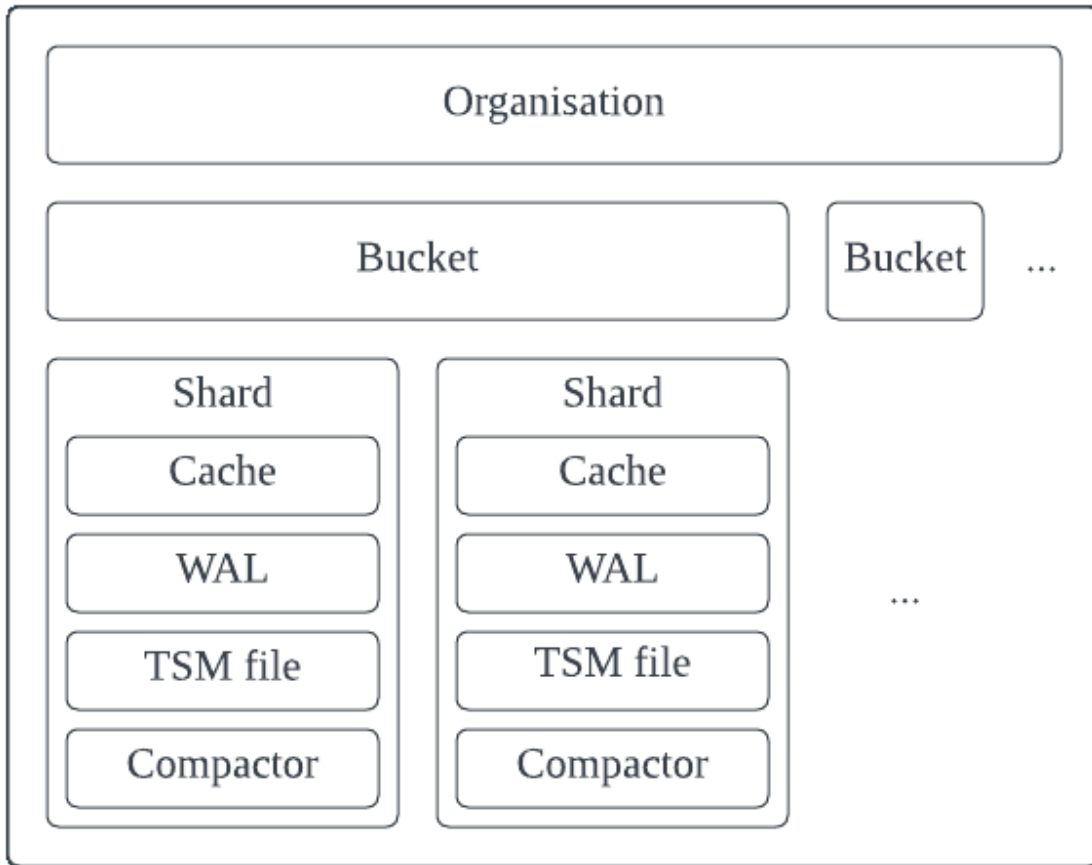 Organisation
Bucket
Bucket
...
Shard
Cache
WAL
TSM file
Compactor
Shard
Cache
WAL
TSM file
Compactor
...